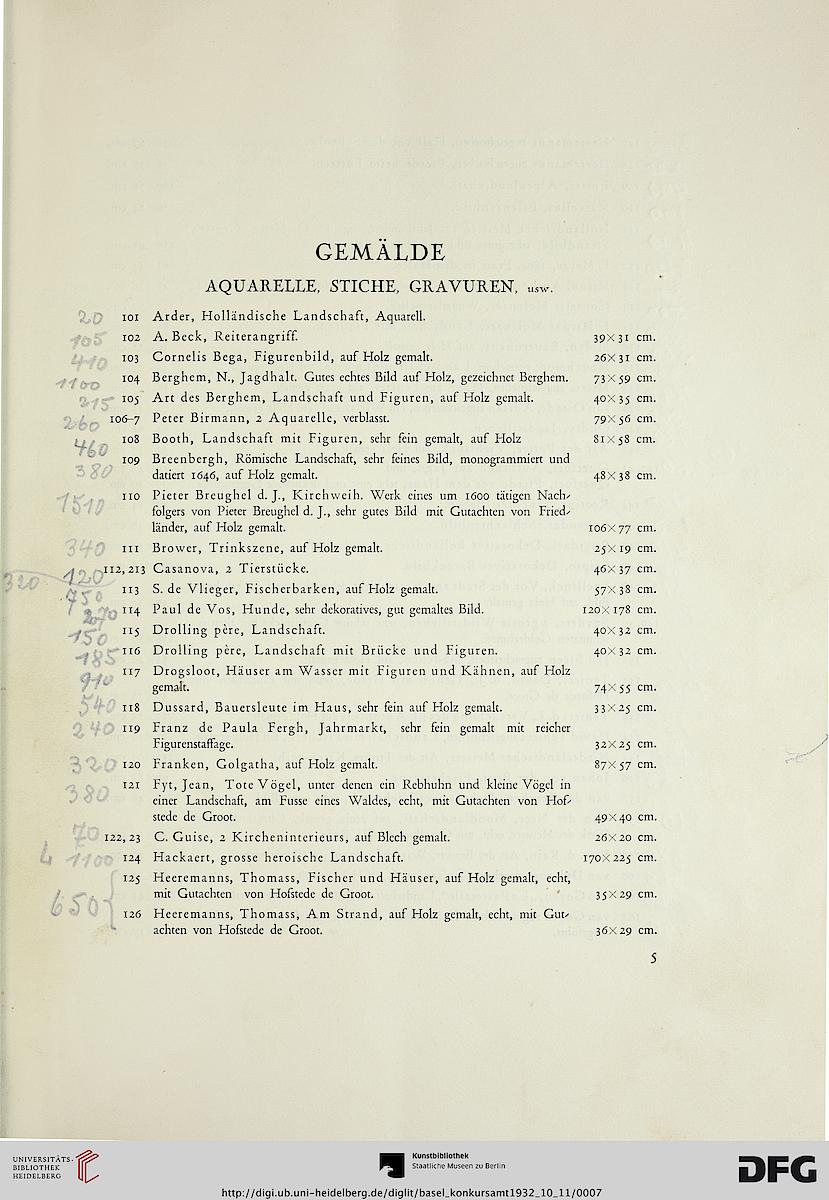 GEMÄLDE
AQUARELLE, STICHE, GRAVUREN, usw.
20 101 Arder, Holländische Landschaft, Aquarell.
105 102 A. Beck, Reiterangriff. 39×31 cm.
410 103 Cornelis Bega, Figurenbild, auf Holz gemalt. 26×31 cm.
1100 104 Berghem, N., Jagdhalt. Gutes echtes Bild auf Holz, gezeichnet Berghem. 73×59 cm.
215 105 Art des Berghem, Landschaft und Figuren, auf Holz gemalt. 40×35 cm.
260 106-7 Peter Birmann, 2 Aquarelle, verblasst. 79×56 cm.
460 108 Booth, Landschaft mit Figuren, sehr fein gemalt, auf Holz 81×58 cm.
380 109 Breenbergh, Römische Landschaft, sehr feines Bild, monogrammiert und
datiert 1646, auf Holz gemalt. 48×38 cm.
1510 110 Pieter Breughel d. J., Kirchweih. Werk eines um 1600 tätigen Nach-
folgers von Pieter Breughel d. J., sehr gutes Bild mit Gutachten von Fried-
länder, auf Holz gemalt. 106×77 cm.
340 111 Brower, Trinkszene, auf Holz gemalt. 25×19 cm.
320 120 112, 213 Casanova, 2 Tierstücke. 46×37 cm.
750 113 S. de Vlieger, Fischerbarken, auf Holz gemalt. 57×38 cm.
114 Paul de Vos, Hunde, sehr dekoratives, gut gemaltes Bild. 120×178 cm.
150 115 Drolling père, Landschaft. 40×32 cm.
185 116 Drolling père, Landschaft mit Brücke und Figuren. 40×32 cm.
910 117 Drogsloot, Häuser am Wasser mit Figuren und Kähnen, auf Holz
gemalt. 74×55 cm.
540 118 Dussard, Bauersleute im Haus, sehr fein auf Holz gemalt. 33×25 cm.
240 119 Franz de Paula Fergh, Jahrmarkt, sehr fein gemalt mit reicher
Figurenstaffage. 32×25 cm.
320 120 Franken, Golgatha, auf Holz gemalt. 87×57 cm.
380 121 Fyt, Jean, Tote Vögel, unter denen ein Rebhuhn und kleine Vögel in
einer Landschaft, am Fusse eines Waldes, echt, mit Gutachten von Hof-
stede de Groot. 49×40 cm.
70 122, 23 C. Guise, 2 Kircheninterieurs, auf Blech gemalt. 26×20 cm.
1100 124 Hackaert, grosse heroische Landschaft. 170×225 cm.
650 125 Heeremanns, Thomass, Fischer und Häuser, auf Holz gemalt, echt,
mit Gutachten von Hofstede de Groot. 35×29 cm.
126 Heeremanns, Thomass, Am Strand, auf Holz gemalt, echt, mit Gut-
achten von Hofstede de Groot. 36×29 cm.
5
UNIVERSITÄTS-
BIBLIOTHEK
HEIDELBERG
Kunstbibliothek
Staatliche Museen zu Berlin
DFG
http://digi.ub.uni-heidelberg.de/diglit/basel_konkursamt1932_10_11/0007